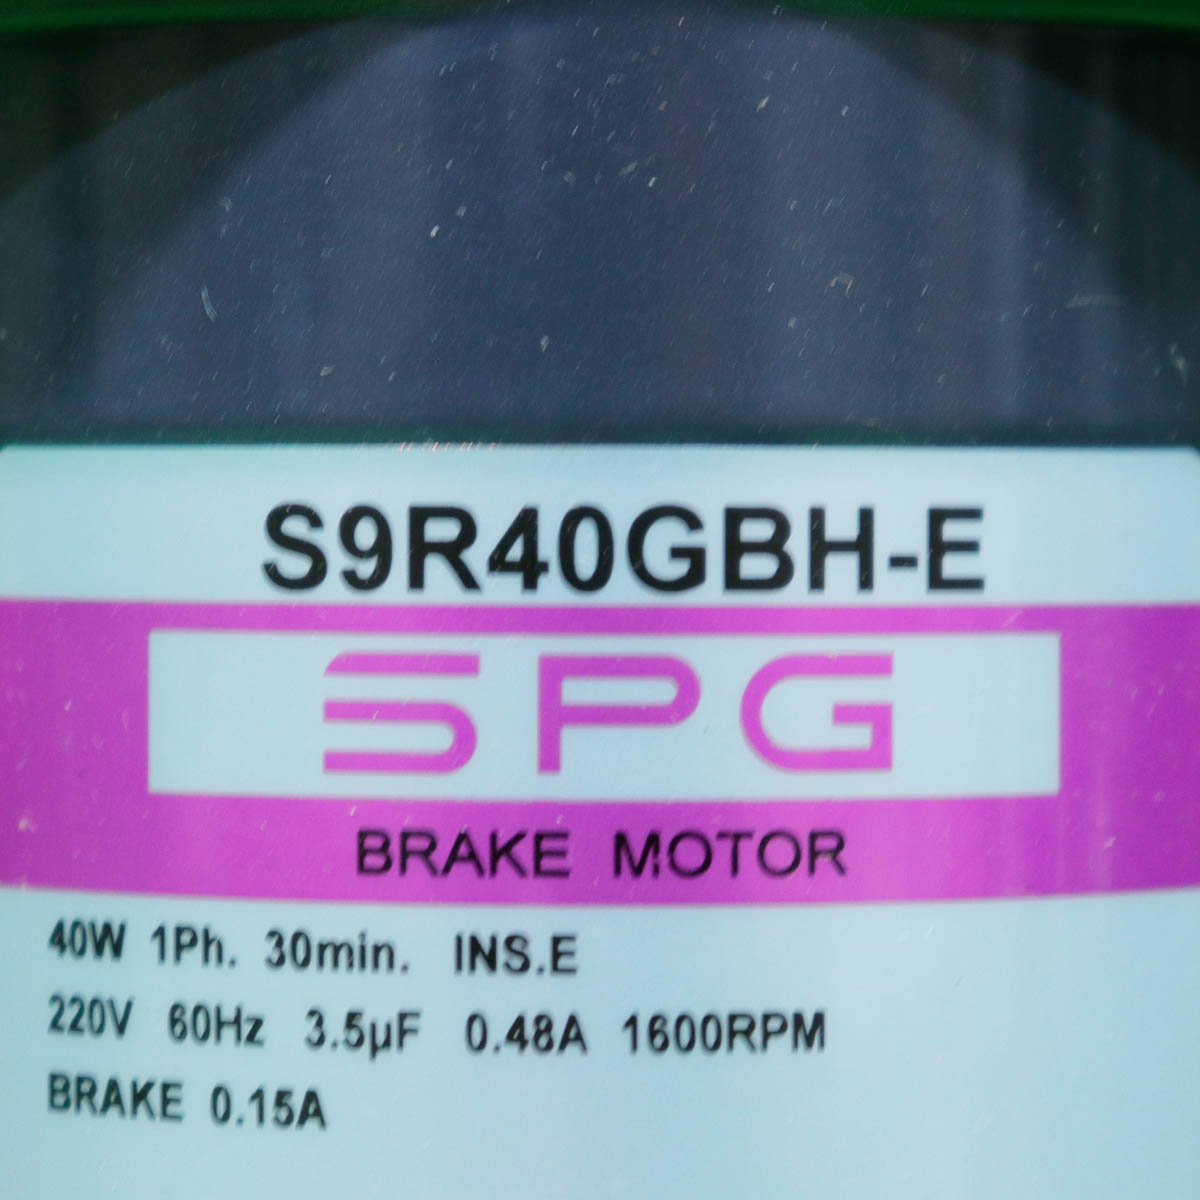 S9R40GBH-E
SPG
BRAKE MOTOR
40W 1Ph. 30min. INS.E
220V 60Hz 3.5µF 0.48A 1600RPM
BRAKE 0.15A